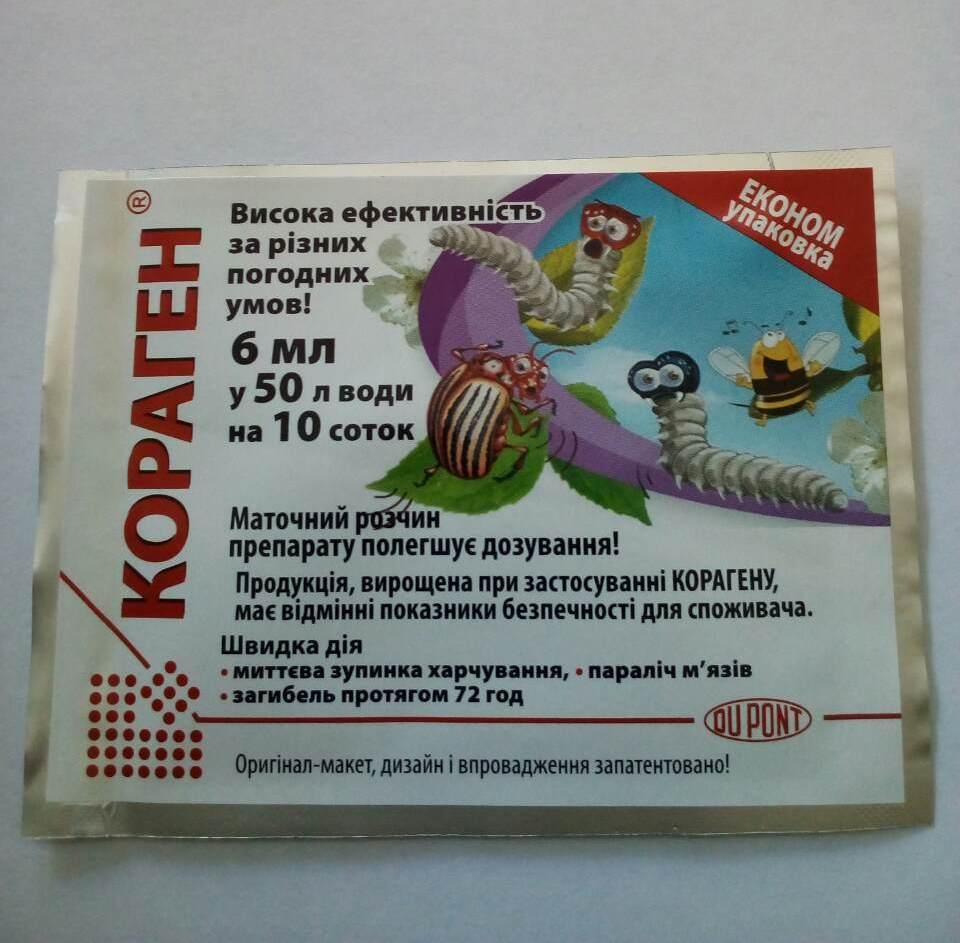 КОРАГЕН®
Висока ефективність
за різних
погодних
умов!
6 мл
у 50 л води
на 10 соток
ЕКОНОМ
упаковка
Маточний розчин
препарату полегшує дозування!
Продукція, вирощена при застосуванні КОРАГЕНУ,
має відмінні показники безпечності для споживача.
Швидка дія
• миттєва зупинка харчування, • параліч м’язів
• загибель протягом 72 год
DU PONT
Оригінал-макет, дизайн і впровадження запатентовано!